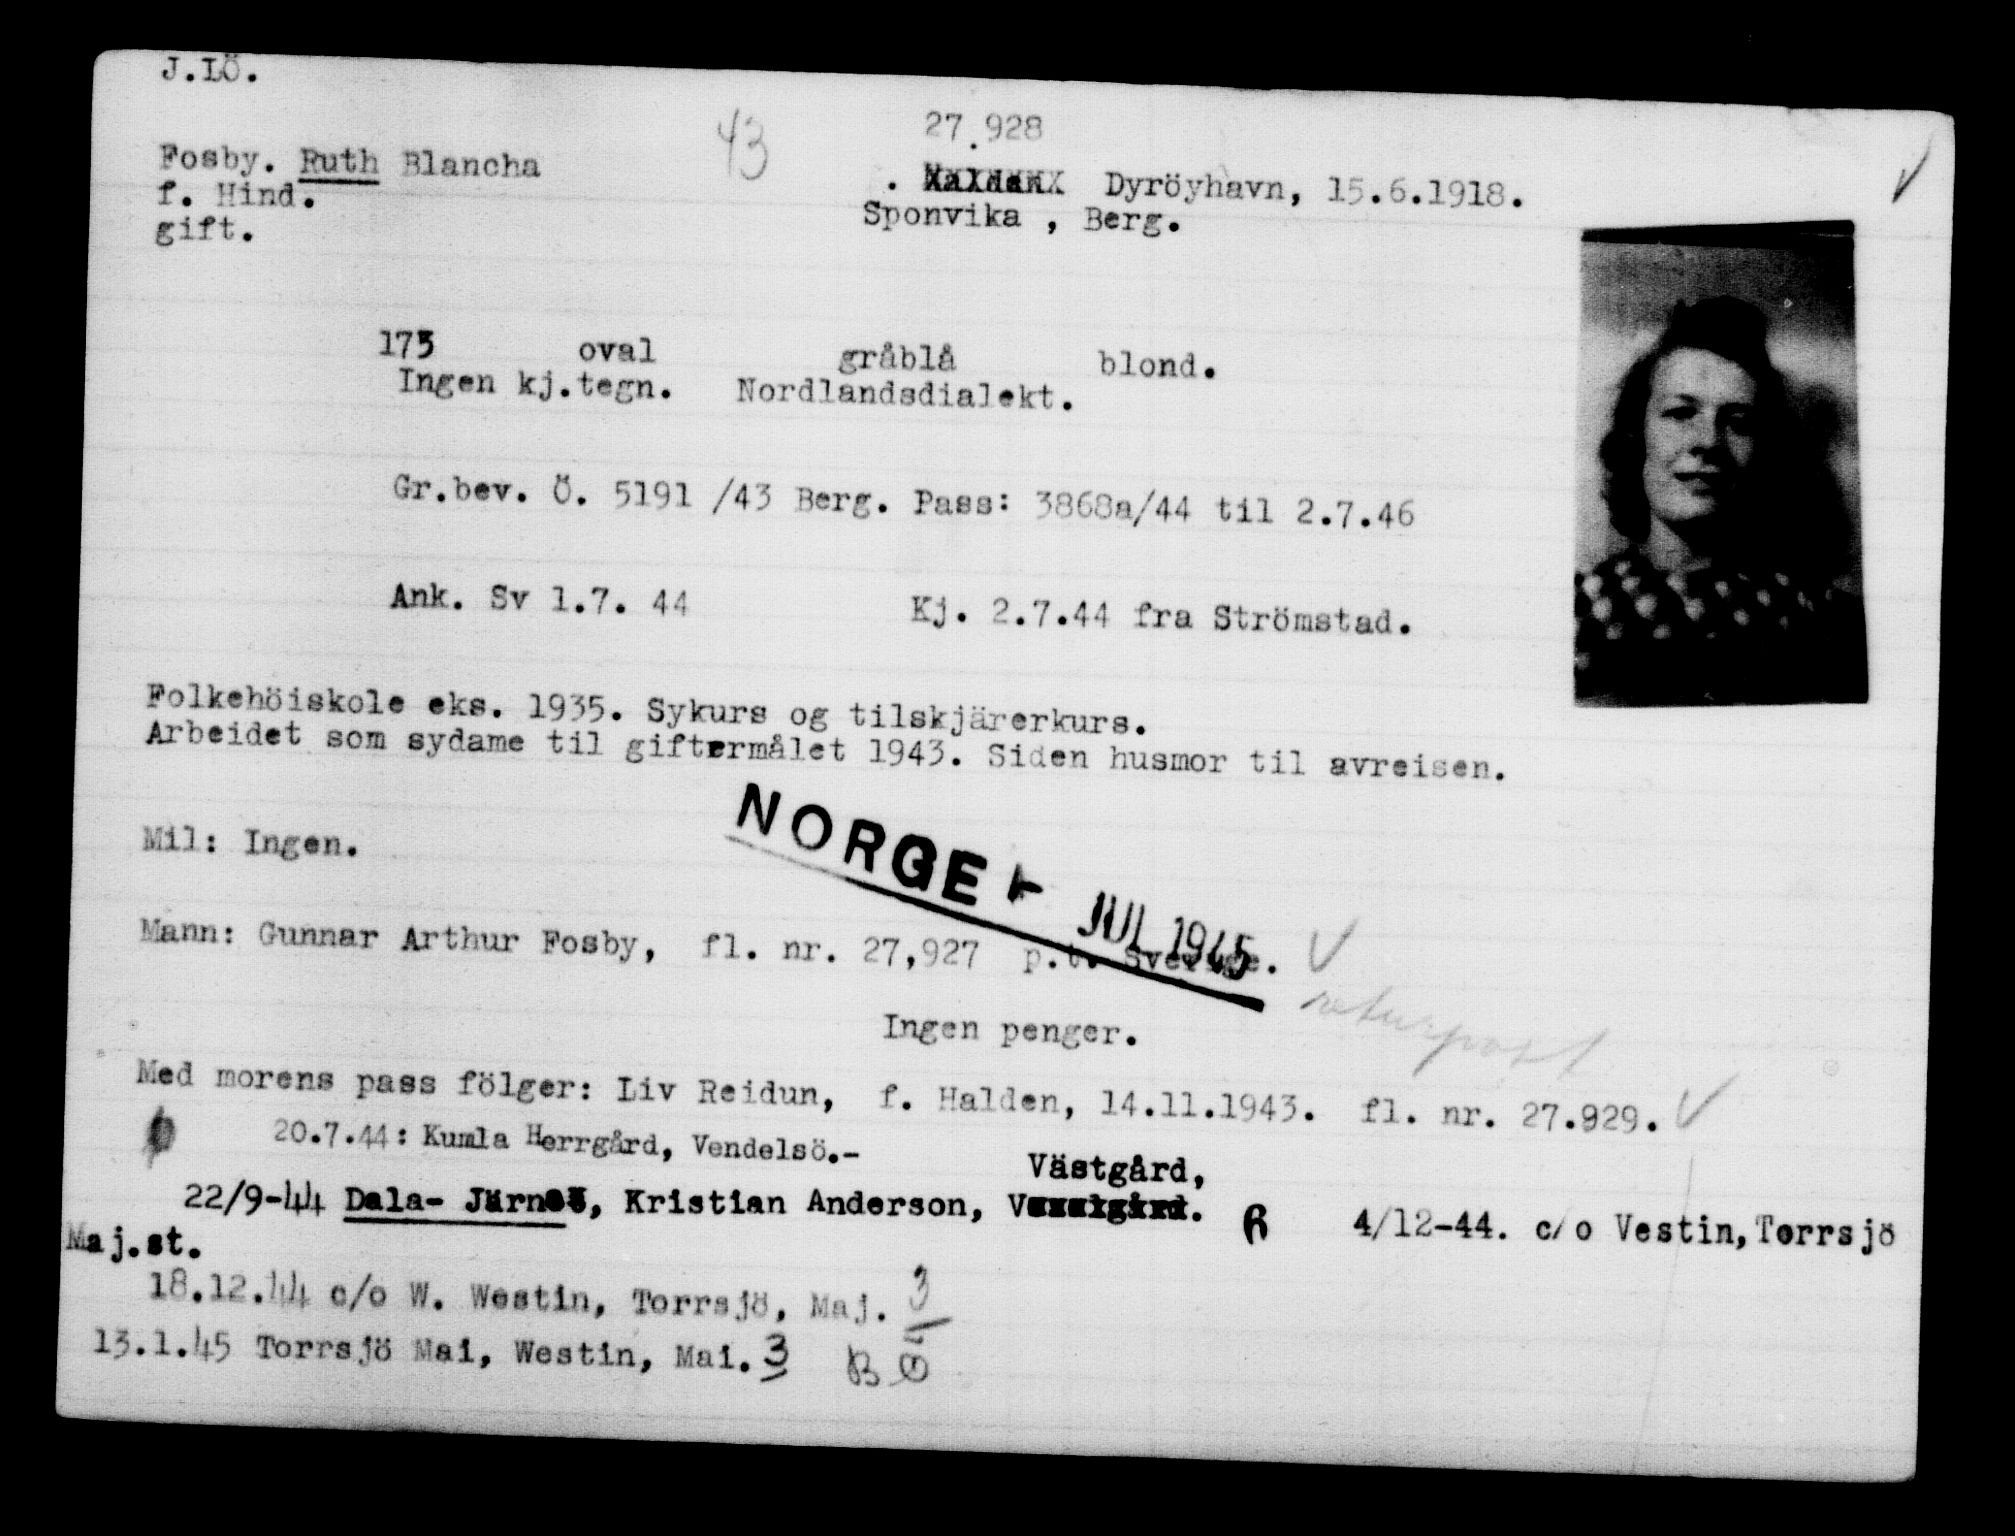 J.LÖ.
43
27.928
Fosby. Ruth Blancha
. Halden Dyröyhavn, 15.6.1918.
f. Hind.
Sponvika , Berg.
gift.
173 oval gråblå blond.
Ingen kj.tegn. Nordlandsdialekt.
Gr.bev. Ö. 5191 /43 Berg. Pass: 3868a/44 til 2.7.46
Ank. Sv 1.7. 44 Kj. 2.7.44 fra Strömstad.
Folkehöiskole eks. 1935. Sykurs og tilskjärerkurs.
Arbeidet som sydame til giftermålet 1943. Siden husmor til avreisen.
Mil: Ingen.
NORGE JUL 1945
Mann: Gunnar Arthur Fosby, fl. nr. 27,927 p.t. Sverige.
returpost
Ingen penger.
Med morens pass fölger: Liv Reidun, f. Halden, 14.11.1943. fl. nr. 27.929.
20.7.44: Kumla Herrgård, Vendelsö.-
Västgård,
22/9-44 Dala- Järna, Kristian Anderson, 4/12-44. c/o Vestin,Torrsjö
Maj.st.
18.12.44 c/o W. Westin, Torrsjö, Maj. 3
13.1.45 Torrsjö Mai, Westin, Mai. 3 B